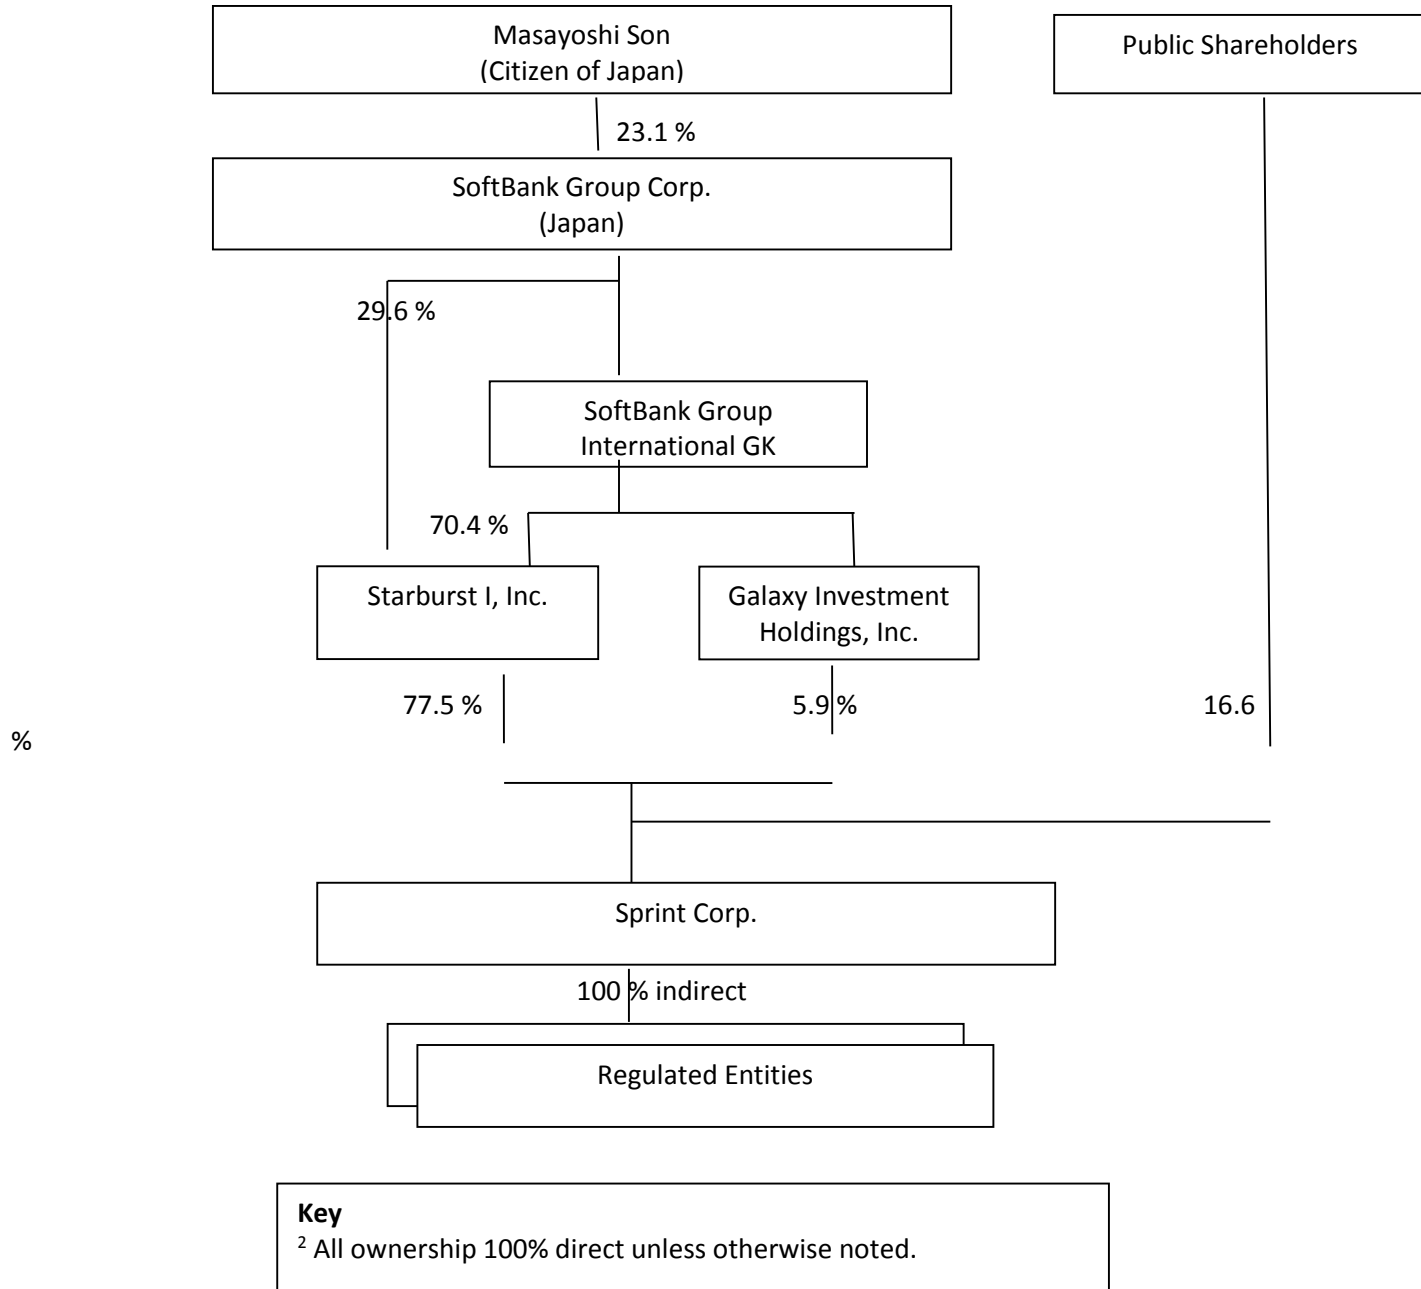 Masayoshi Son
(Citizen of Japan)
Public Shareholders
23.1 %
SoftBank Group Corp.
(Japan)
29.6 %
SoftBank Group
International GK
70.4 %
Starburst I, Inc.
Galaxy Investment
Holdings, Inc.
77.5 %
5.9 %
16.6
%
Sprint Corp.
100 % indirect
Regulated Entities
Key
² All ownership 100% direct unless otherwise noted.